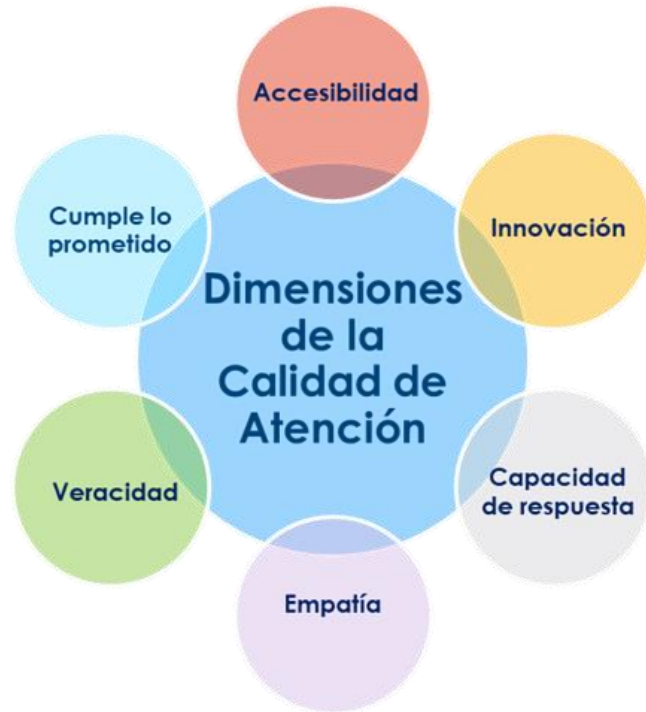 Accesibilidad
Innovación
Capacidad
de respuesta
Empatía
Veracidad
Cumple lo
prometido
Dimensiones
de la
Calidad de
Atención